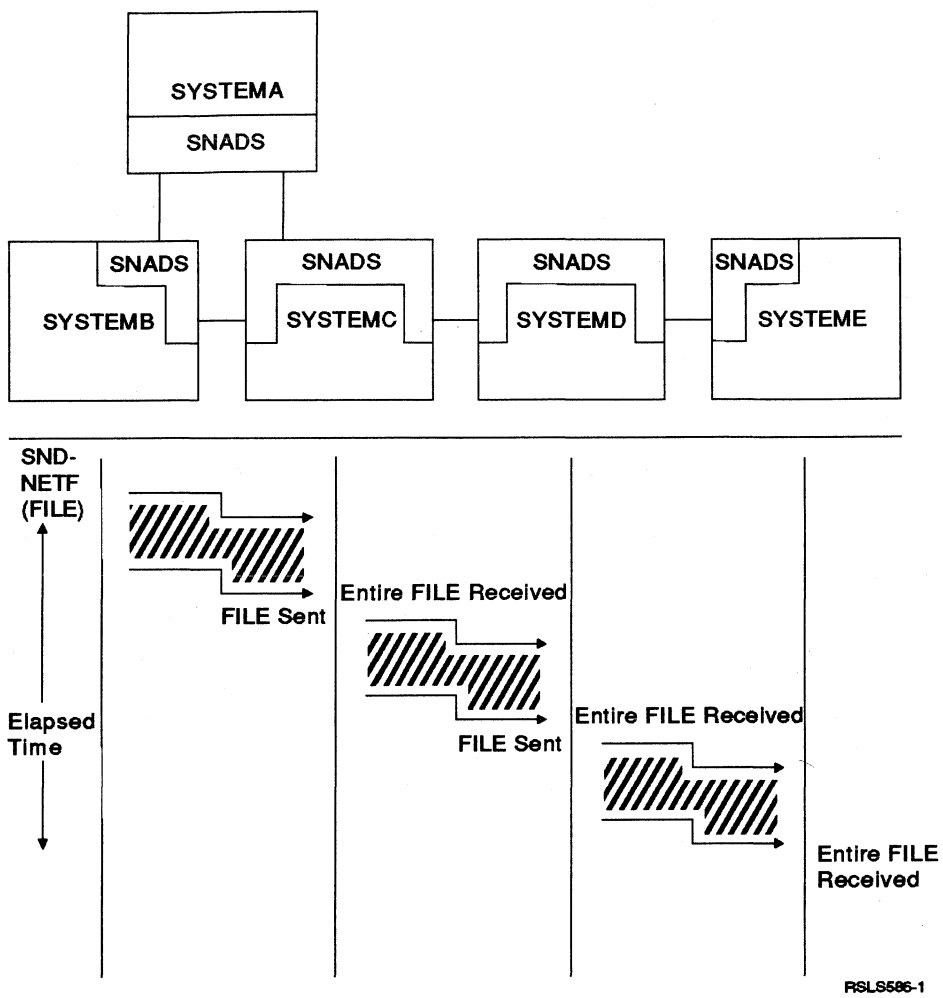 SYSTEMA
SNADS
SNADS
SNADS
SNADS
SNADS
SYSTEMB
SYSTEMC
SYSTEMD
SYSTEME
SND-
NETF
(FILE)
FILE Sent
Entire FILE Received
FILE Sent
Entire FILE Received
Elapsed
Time
Entire FILE
Received
RSLS586-1